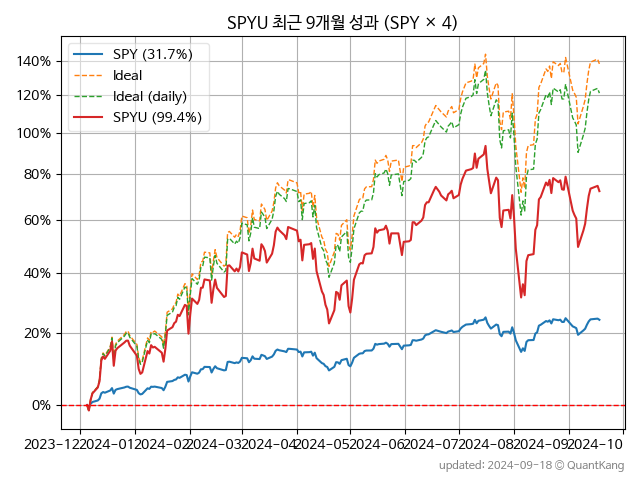 SPYU 최근 9개월 성과 (SPY × 4)
SPY (31.7%)
Ideal
Ideal (daily)
SPYU (99.4%)
140%
120%
100%
80%
60%
40%
20%
0%
2023-12 2024-01 2024-02 2024-03 2024-04 2024-05 2024-06 2024-07 2024-08 2024-09 2024-10
updated: 2024-09-18 © QuantKang